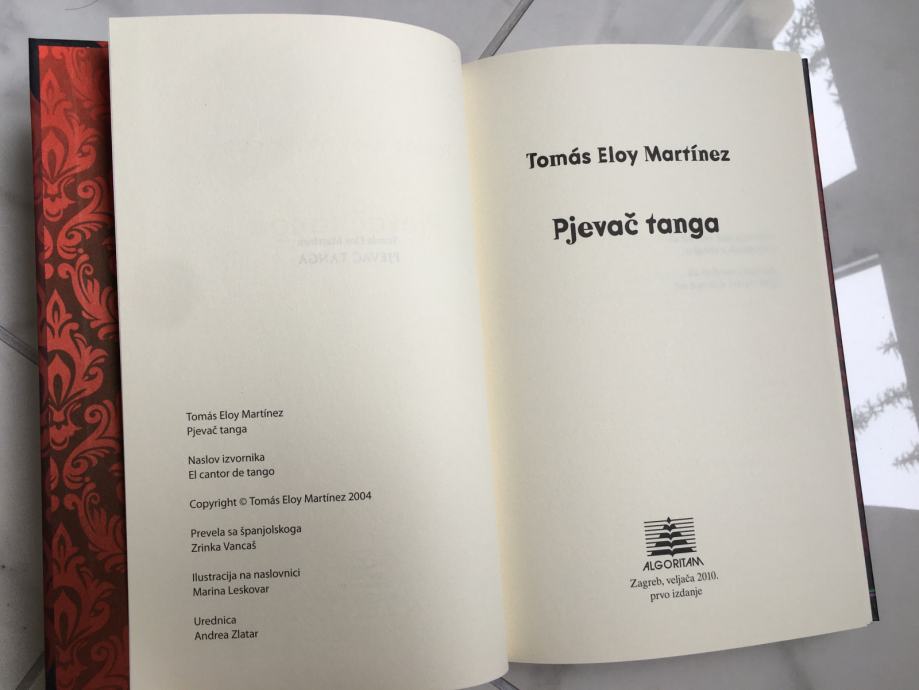 Tomás Eloy Martínez
Pjevač tanga
Naslov izvornika
El cantor de tango
Copyright © Tomás Eloy Martínez 2004
Prevela sa španjolskoga
Zrinka Vancaš
Ilustracija na naslovnici
Marina Leskovar
Urednica
Andrea Zlatar
Tomás Eloy Martínez
Pjevač tanga
ALGORITAM
Zagreb, veljača 2010.
prvo izdanje